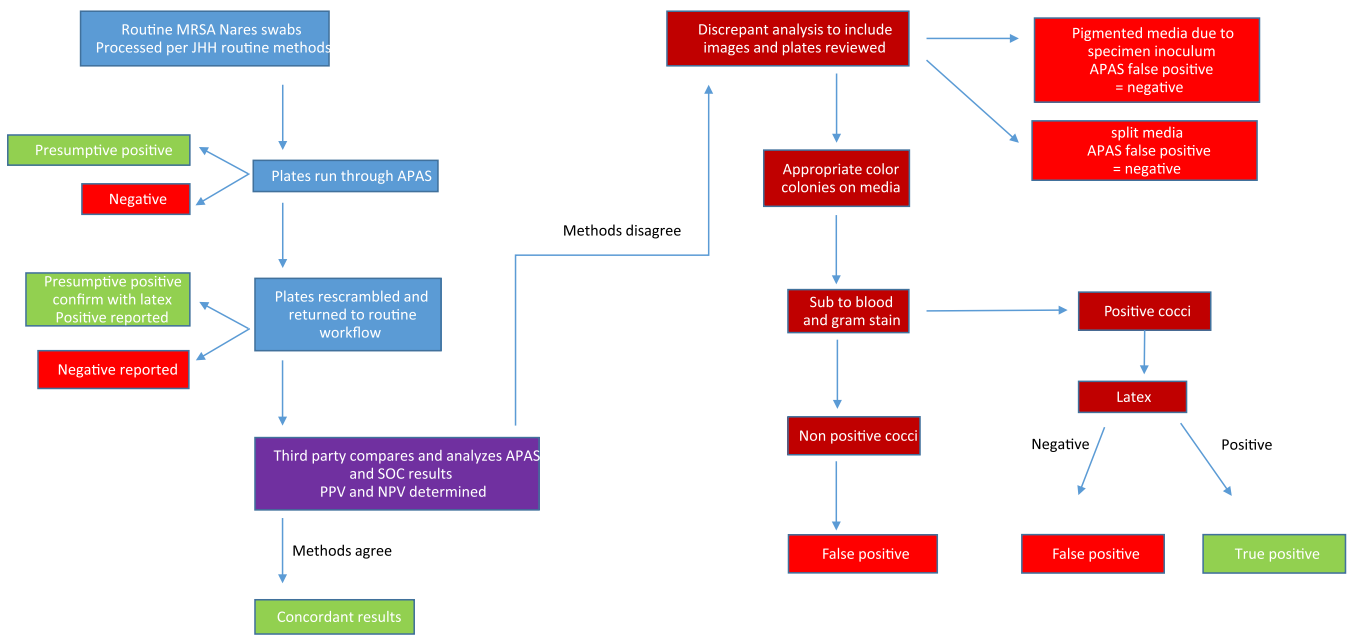 Routine MRSA Nares swabs
Processed per JHH routine methods
Plates run through APAS
Presumptive positive
Negative
Plates rescrambled and
returned to routine
workflow
Presumptive positive
confirm with latex
Positive reported
Negative reported
Third party compares and analyzes APAS
and SOC results
PPV and NPV determined
Methods agree
Concordant results
Methods disagree
Discrepant analysis to include
images and plates reviewed
Pigmented media due to
specimen inoculum
APAS false positive
= negative
split media
APAS false positive
= negative
Appropriate color
colonies on media
Sub to blood
and gram stain
Non positive cocci
False positive
Positive cocci
Latex
Negative
Positive
False positive
True positive